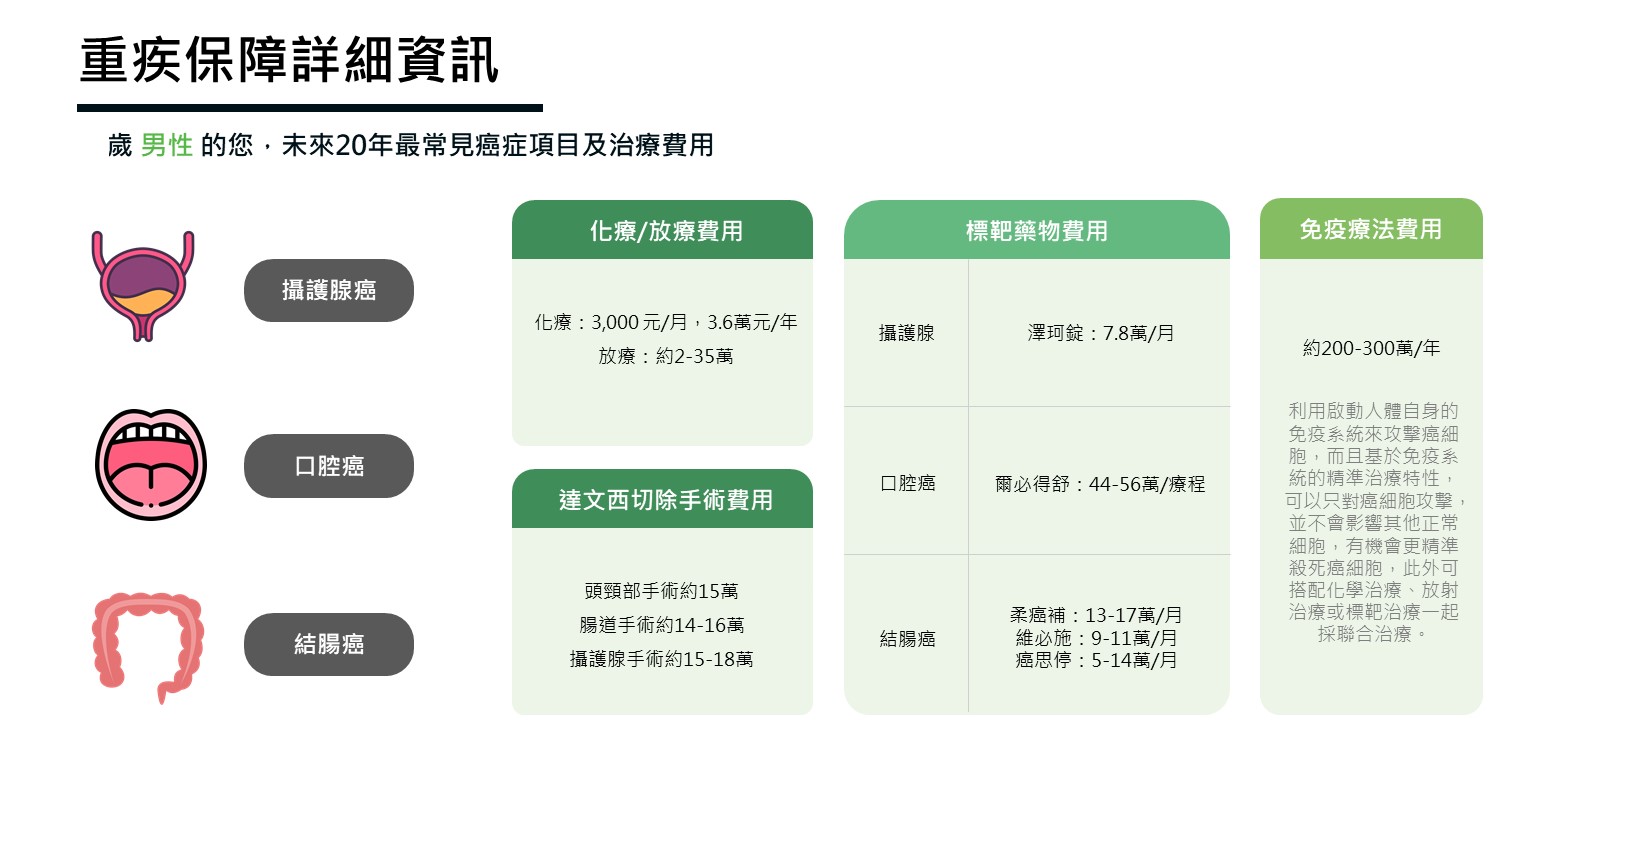 重疾保障詳細資訊
歲 男性 的您，未來20年最常見癌症項目及治療費用
攝護腺癌
口腔癌
結腸癌
化療/放療費用
化療：3,000 元/月，3.6萬元/年
放療：約2-35萬
達文西切除手術費用
頭頸部手術約15萬
腸道手術約14-16萬
攝護腺手術約15-18萬
標靶藥物費用
攝護腺
澤珂錠：7.8萬/月
口腔癌
爾必得舒：44-56萬/療程
結腸癌
柔癌補：13-17萬/月
維必施：9-11萬/月
癌思停：5-14萬/月
免疫療法費用
約200-300萬/年
利用啟動人體自身的
免疫系統來攻擊癌細
胞，而且基於免疫系
統的精準治療特性，
可以只對癌細胞攻擊，
並不會影響其他正常
細胞，有機會更精準
殺死癌細胞，此外可
搭配化學治療、放射
治療或標靶治療一起
採聯合治療。